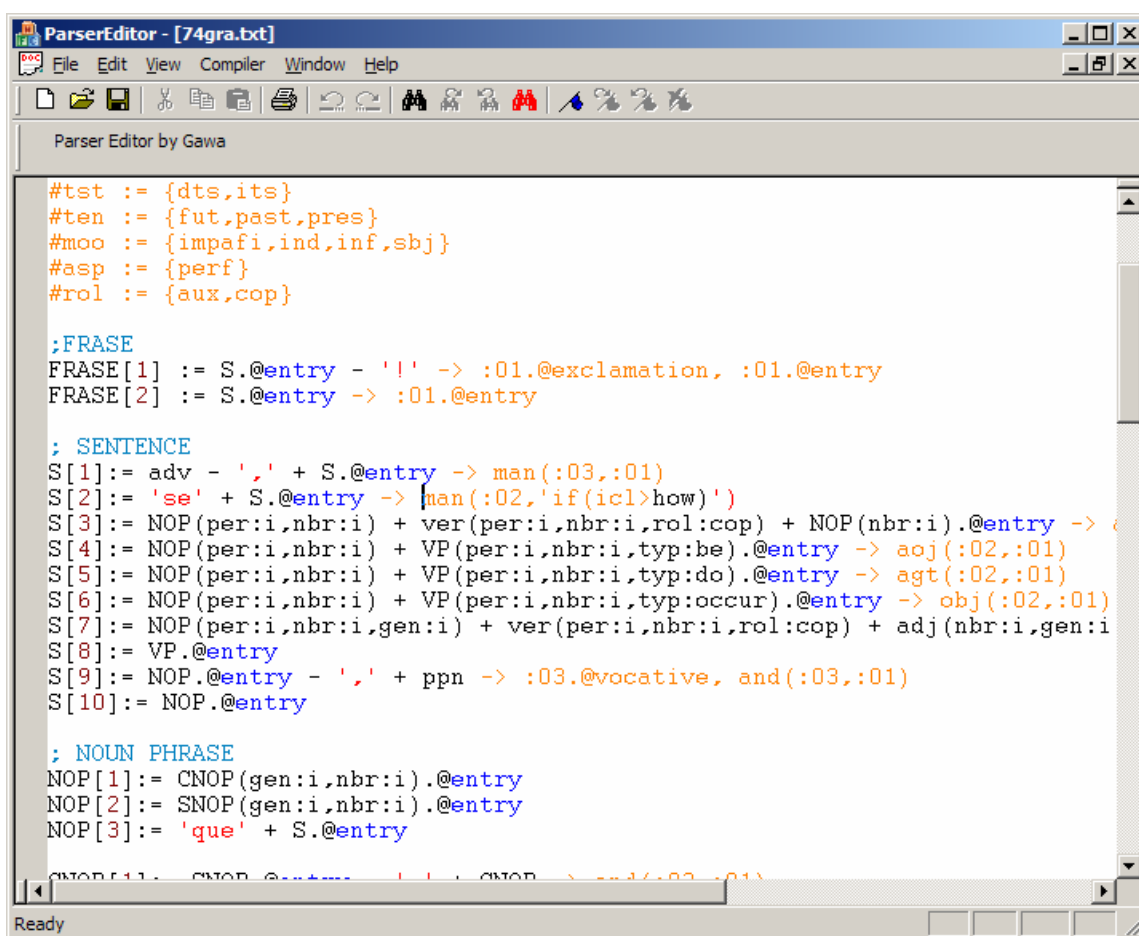 ParserEditor - [74gra.txt]
File Edit View Compiler Window Help
Parser Editor by Gawa
#tst := {dts,its}
#ten := {fut,past,pres}
#moo := {impafi,ind,inf,sbj}
#asp := {perf}
#rol := {aux,cop}
;FRASE
FRASE[1] := S.@entry - '!' -> :01.@exclamation, :01.@entry
FRASE[2] := S.@entry -> :01.@entry
; SENTENCE
S[1]:= adv - ',' + S.@entry -> man(:03,:01)
S[2]:= 'se' + S.@entry -> man(:02,'if(icl>how)')
S[3]:= NOP(per:i,nbr:i) + ver(per:i,nbr:i,rol:cop) + NOP(nbr:i).@entry ->
S[4]:= NOP(per:i,nbr:i) + VP(per:i,nbr:i,typ:be).@entry -> aoj(:02,:01)
S[5]:= NOP(per:i,nbr:i) + VP(per:i,nbr:i,typ:do).@entry -> agt(:02,:01)
S[6]:= NOP(per:i,nbr:i) + VP(per:i,nbr:i,typ:occur).@entry -> obj(:02,:01)
S[7]:= NOP(per:i,nbr:i,gen:i) + ver(per:i,nbr:i,rol:cop) + adj(nbr:i,gen:i
S[8]:= VP.@entry
S[9]:= NOP.@entry - ',' + ppn -> :03.@vocative, and(:03,:01)
S[10]:= NOP.@entry
; NOUN PHRASE
NOP[1]:= CNOP(gen:i,nbr:i).@entry
NOP[2]:= SNOP(gen:i,nbr:i).@entry
NOP[3]:= 'que' + S.@entry
Ready